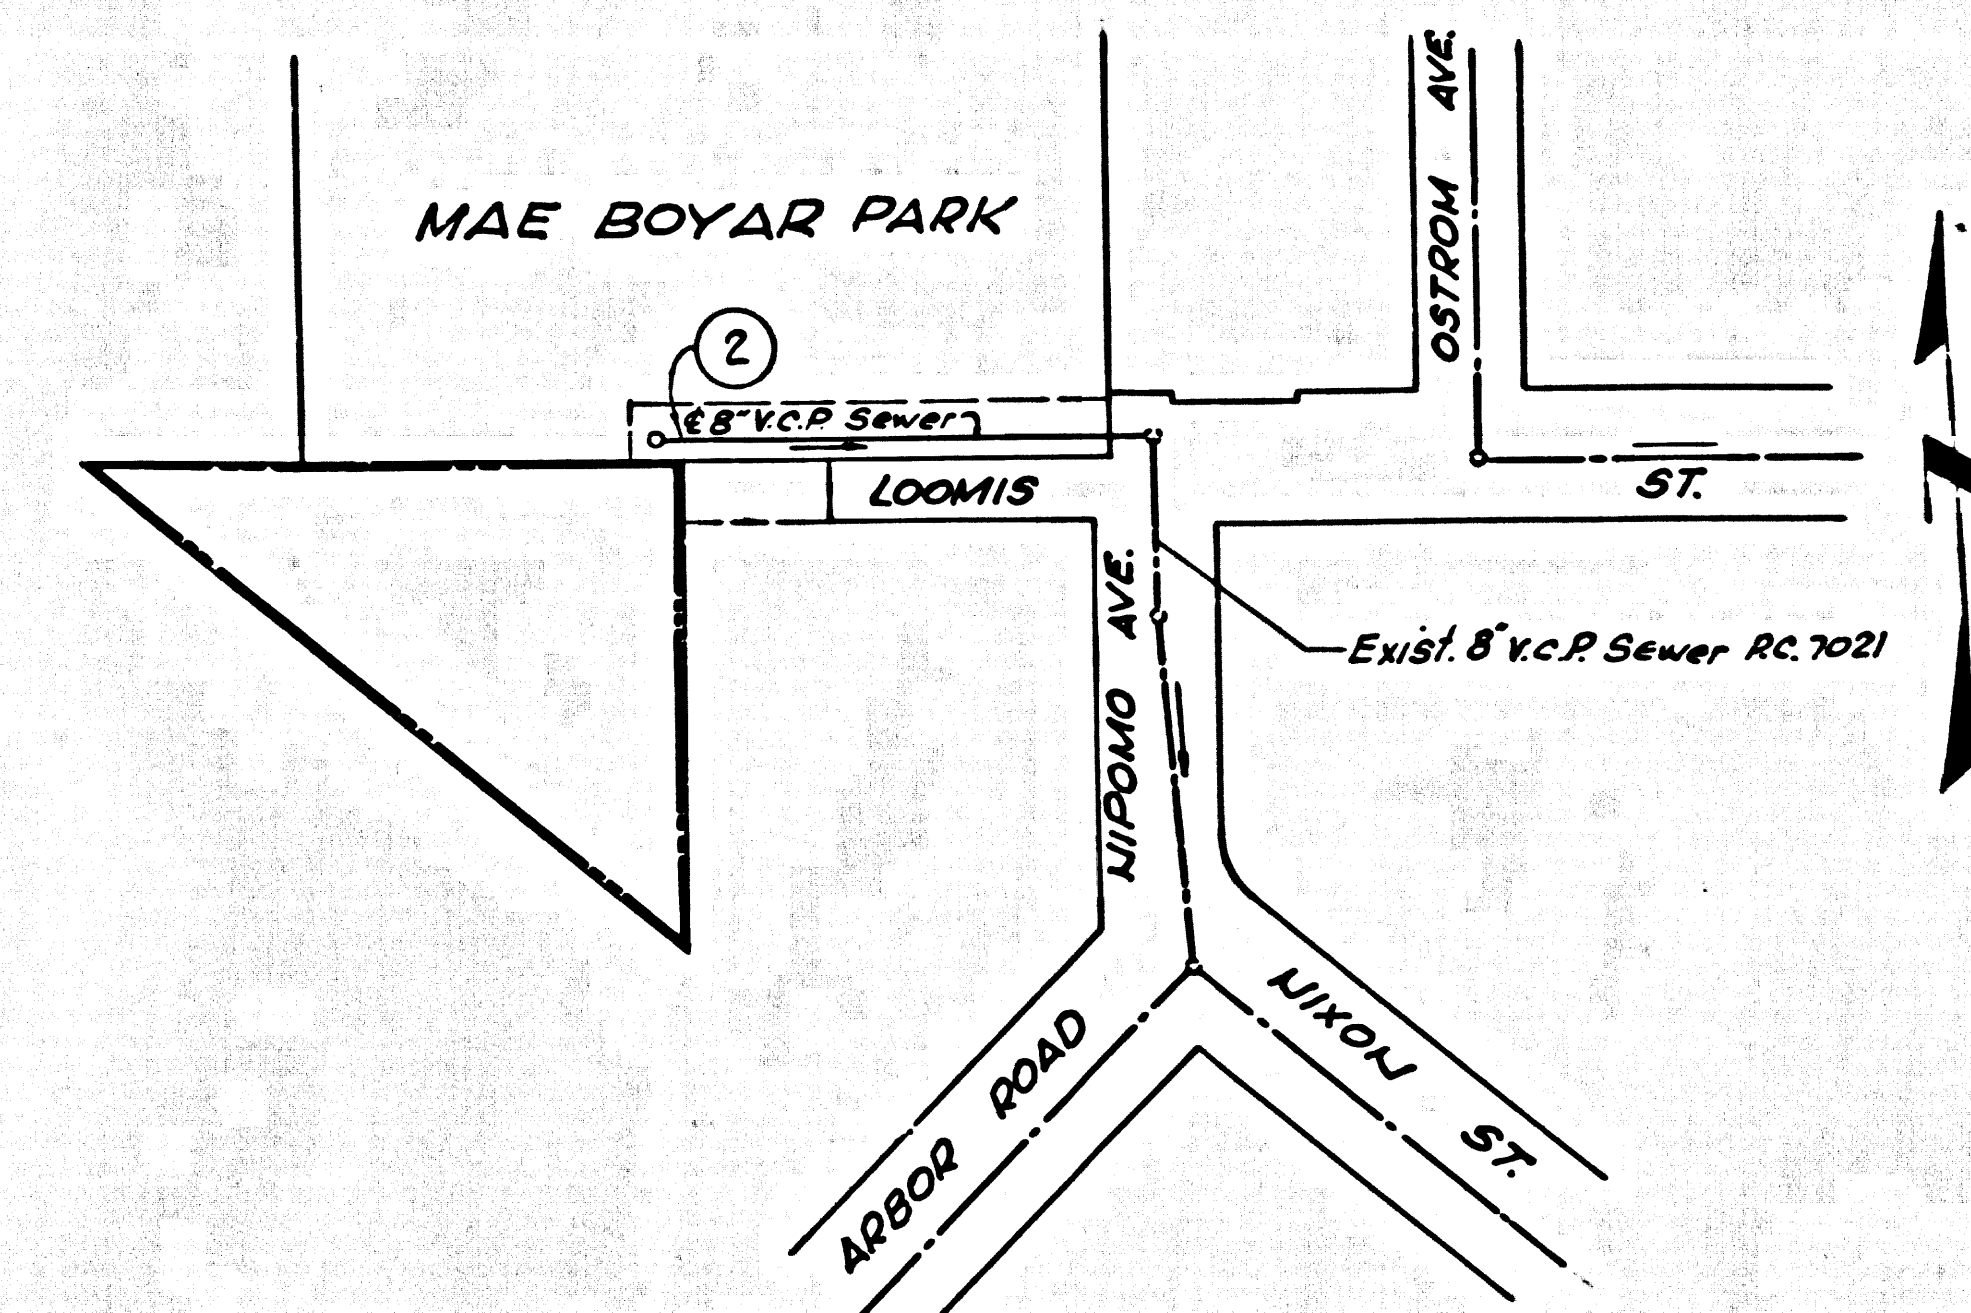 OSTROM AVE.
MAE BOYAR PARK
2
℄ 8" V.C.P. Sewer
LOOMIS
ST.
NIPOMO AVE.
Exist. 8" V.C.P. Sewer P.C. 7021
ARBOR ROAD
NIXON ST.